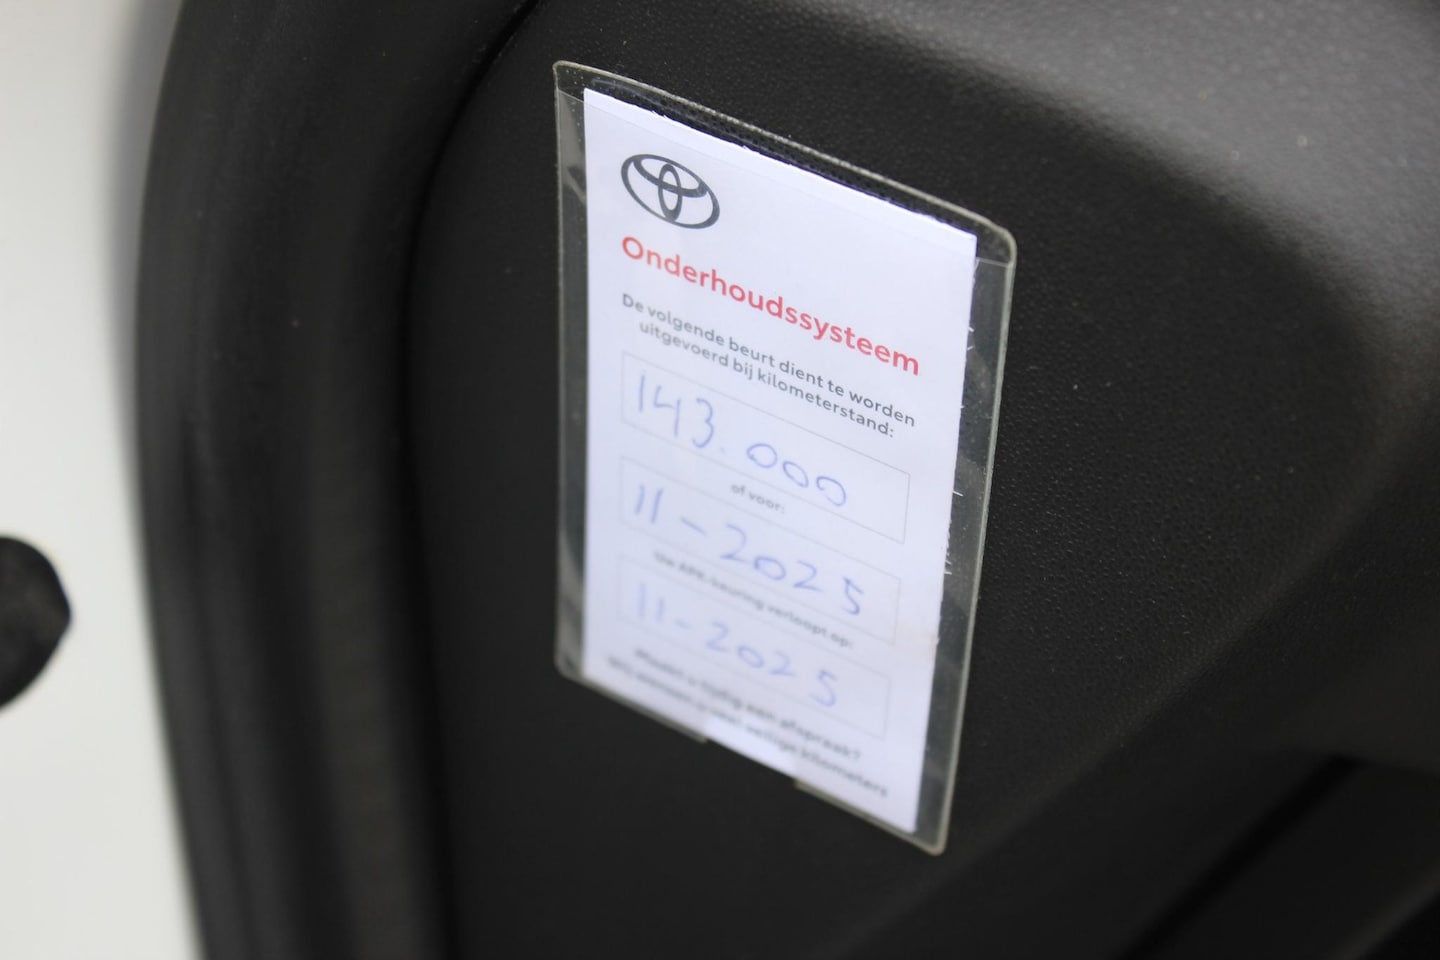 Onderhoudssysteem
De volgende beurt dient te worden
uitgevoerd bij kilometerstand:
143.000
of voor:
11-2025
Uw APK-keuring verloopt op:
11-2025
Maakt u tijdig een afspraak?
Wij wensen u veel veilige kilometers